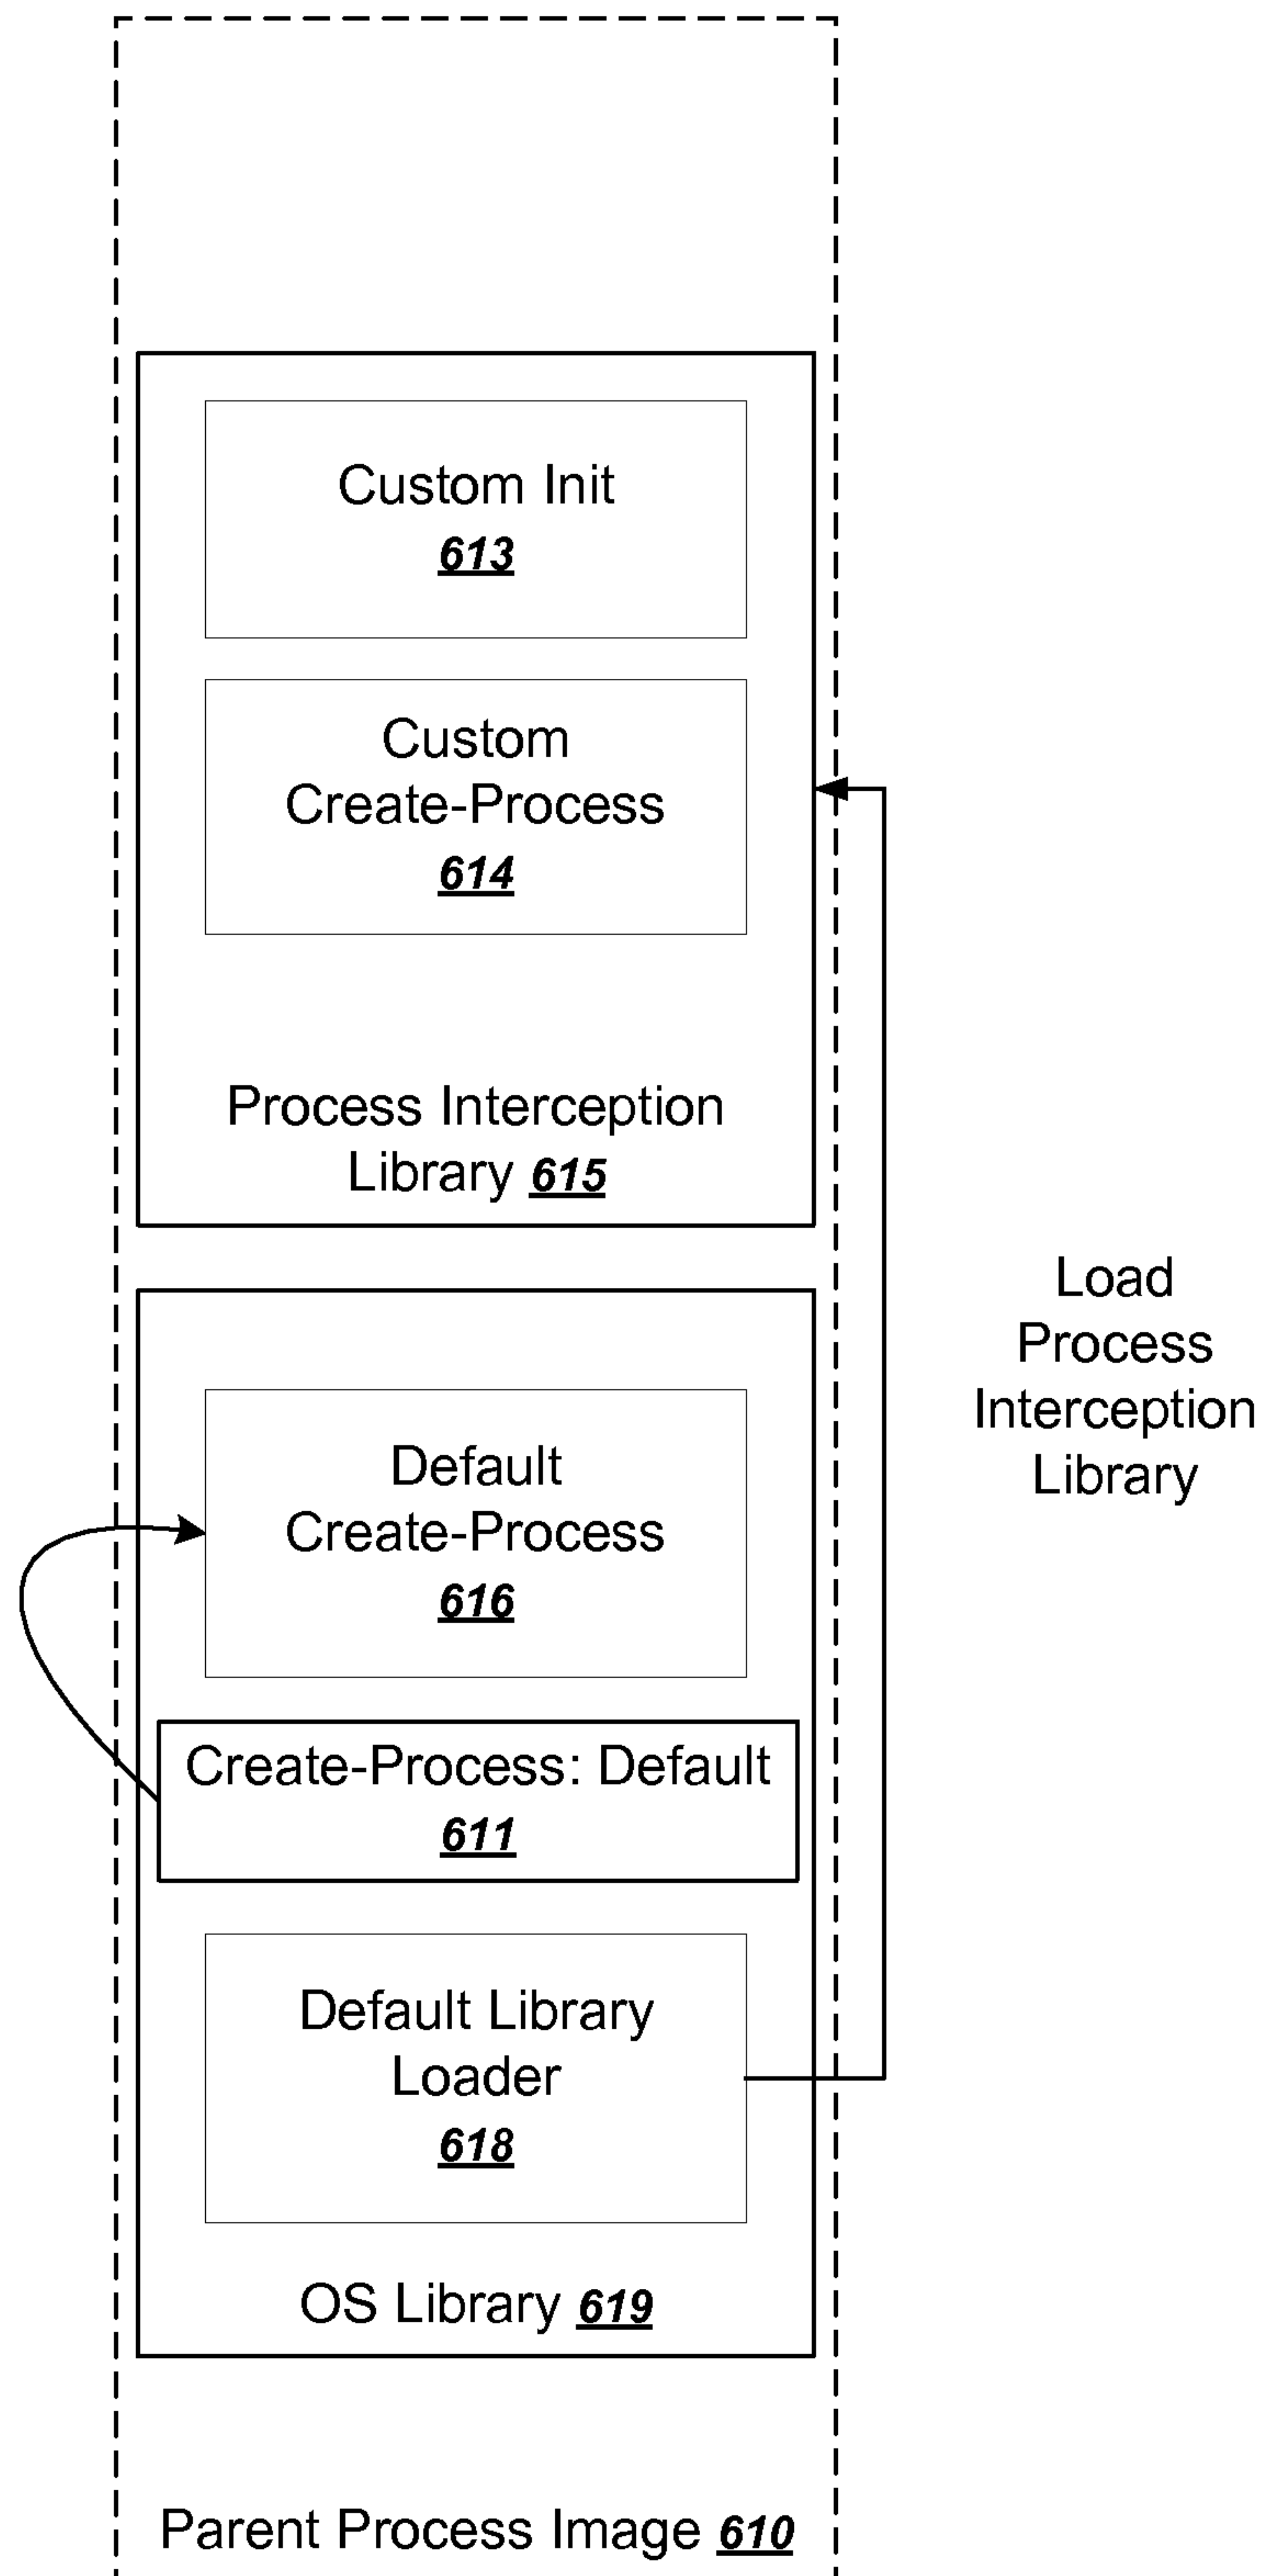 Custom Init
613
Custom
Create-Process
614
Process Interception
Library 615
Load
Process
Interception
Library
Default
Create-Process
616
Create-Process: Default
611
Default Library
Loader
618
OS Library 619
Parent Process Image 610